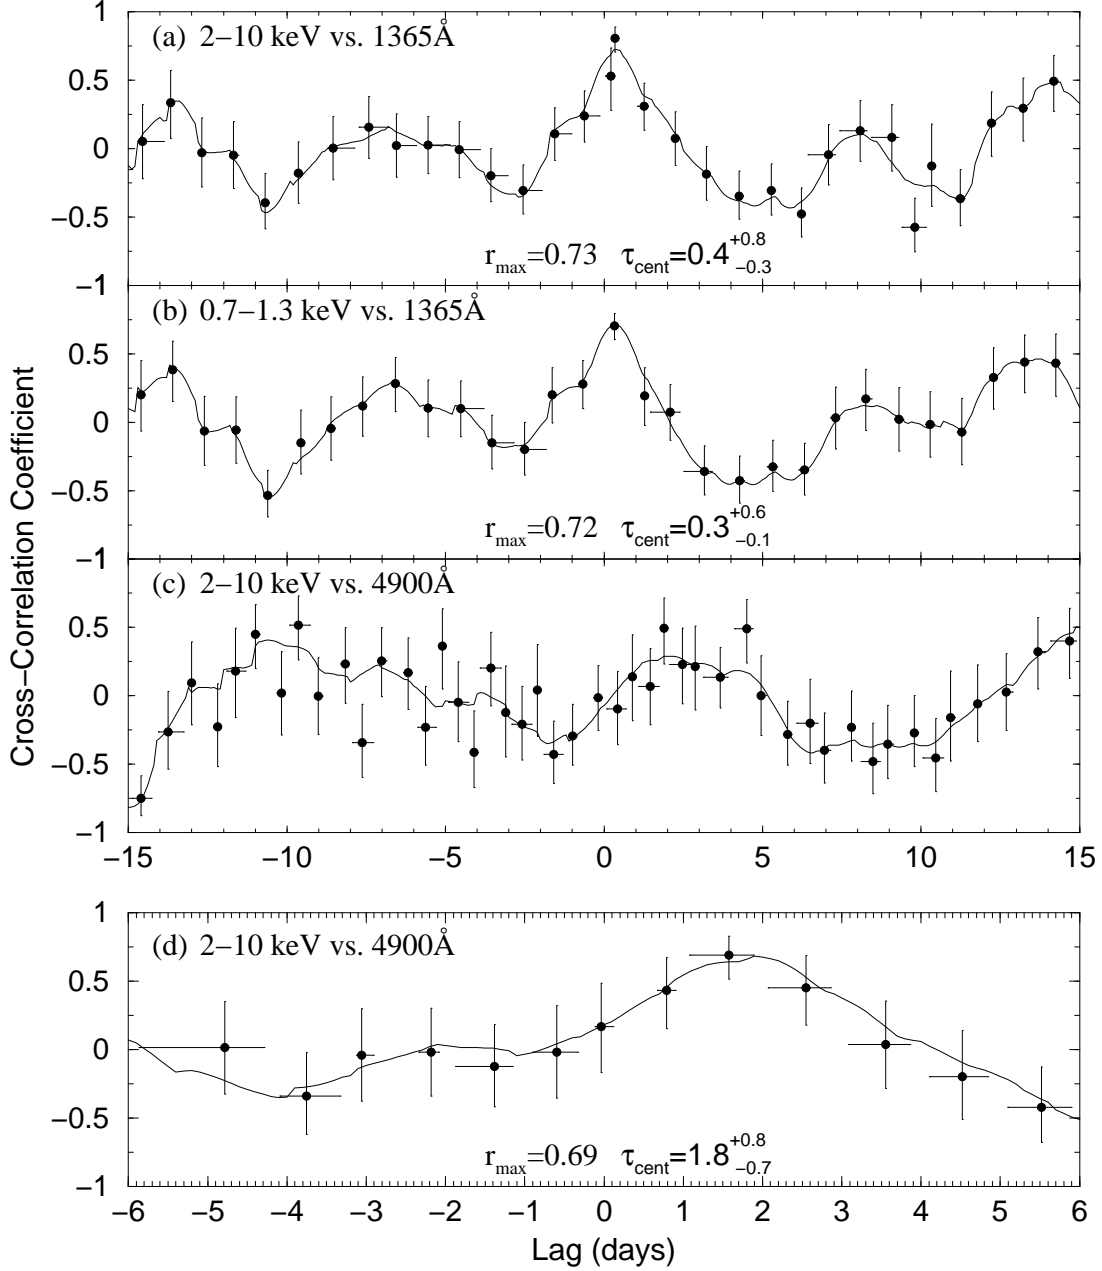 1
(a) 2−10 keV vs. 1365Å
0.5
0
−0.5
r_max=0.73 τ_cent=0.4 +0.8 −0.3
−1
(b) 0.7−1.3 keV vs. 1365Å
0.5
0
−0.5
r_max=0.72 τ_cent=0.3 +0.6 −0.1
−1
(c) 2−10 keV vs. 4900Å
0.5
0
−0.5
−1
−15 −10 −5 0 5 10 15
Cross−Correlation Coefficient
1
(d) 2−10 keV vs. 4900Å
0.5
0
−0.5
r_max=0.69 τ_cent=1.8 +0.8 −0.7
−1
−6 −5 −4 −3 −2 −1 0 1 2 3 4 5 6
Lag (days)